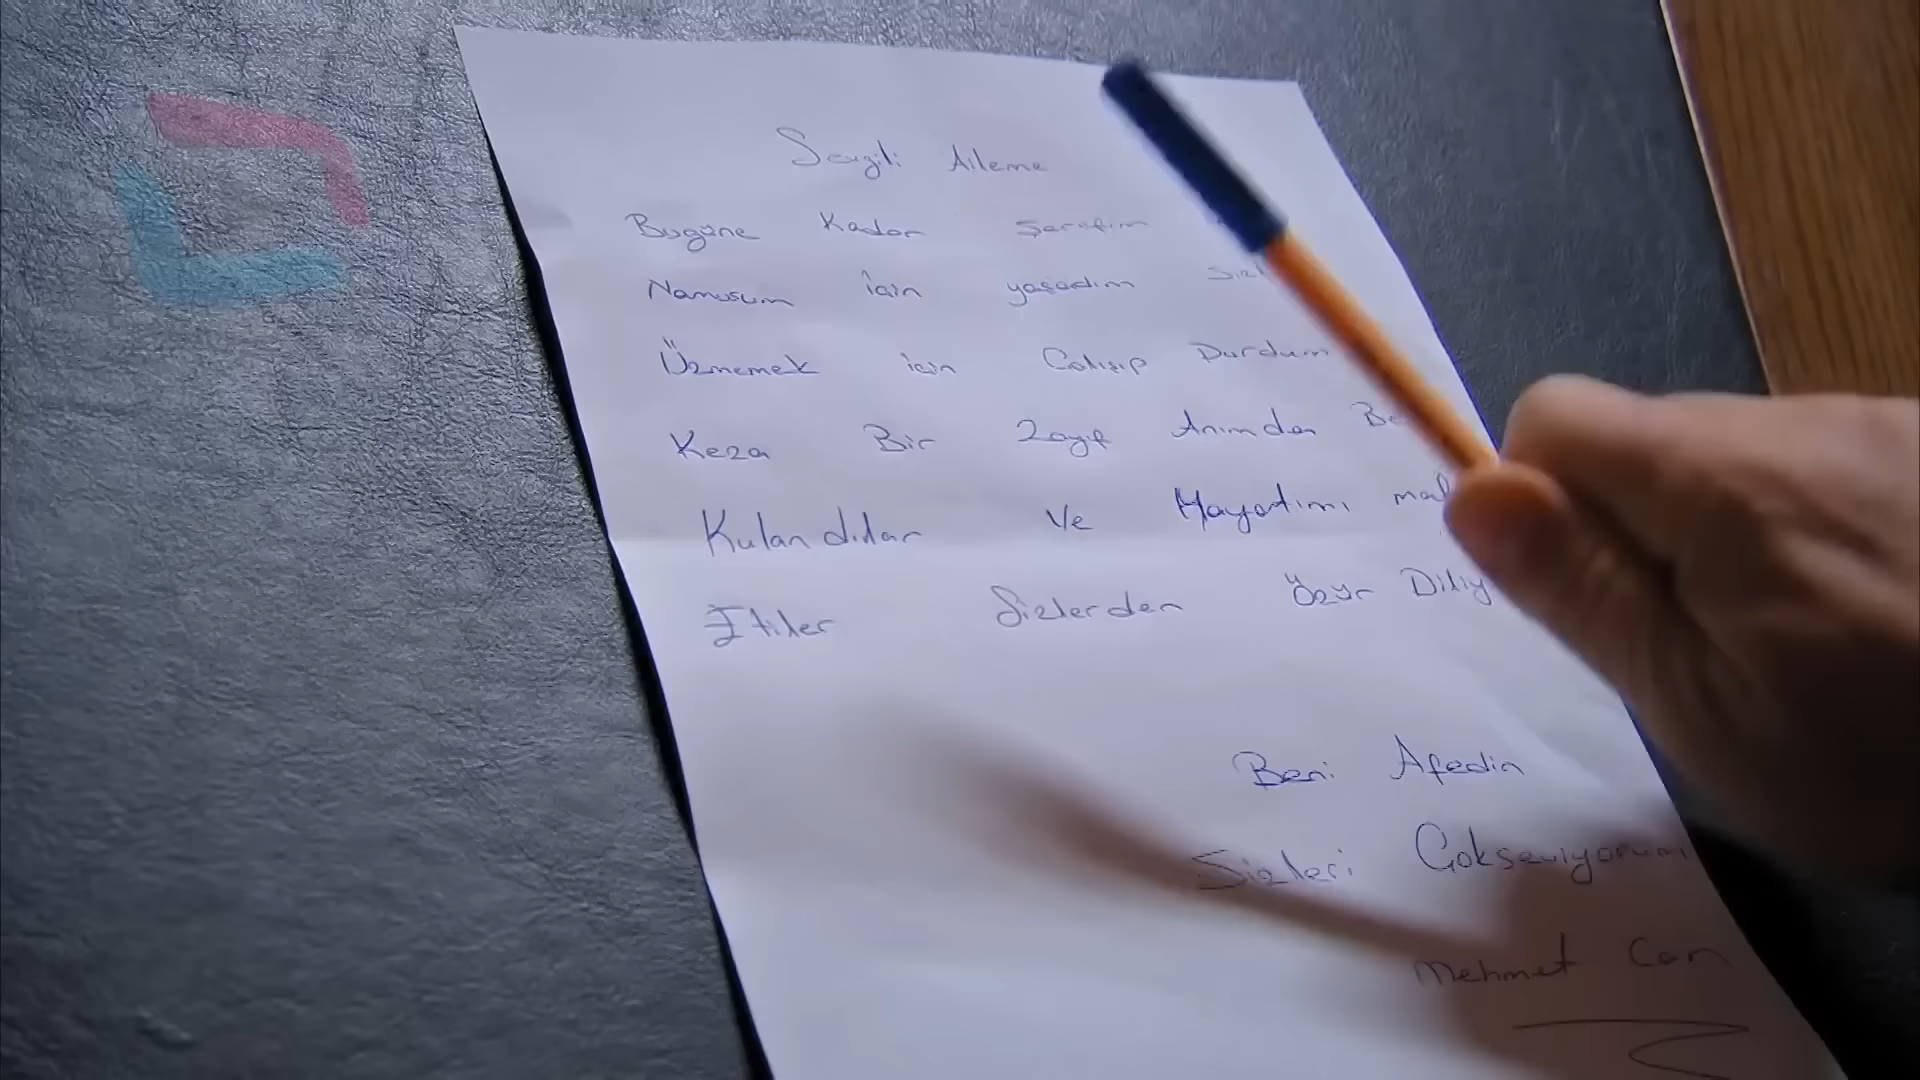 Sevgili Aileme
Bugüne Kadar Şerefim
Namusum için yaşadım
Üzmemek için Çalışıp Durdum
Keza Bir Zayıf Anımdan
Kulandılar Ve Hayatımı
Etiler Sizlerden Özür
Beni Afedin
Sizleri Çokseviyorum
Mehmet Can